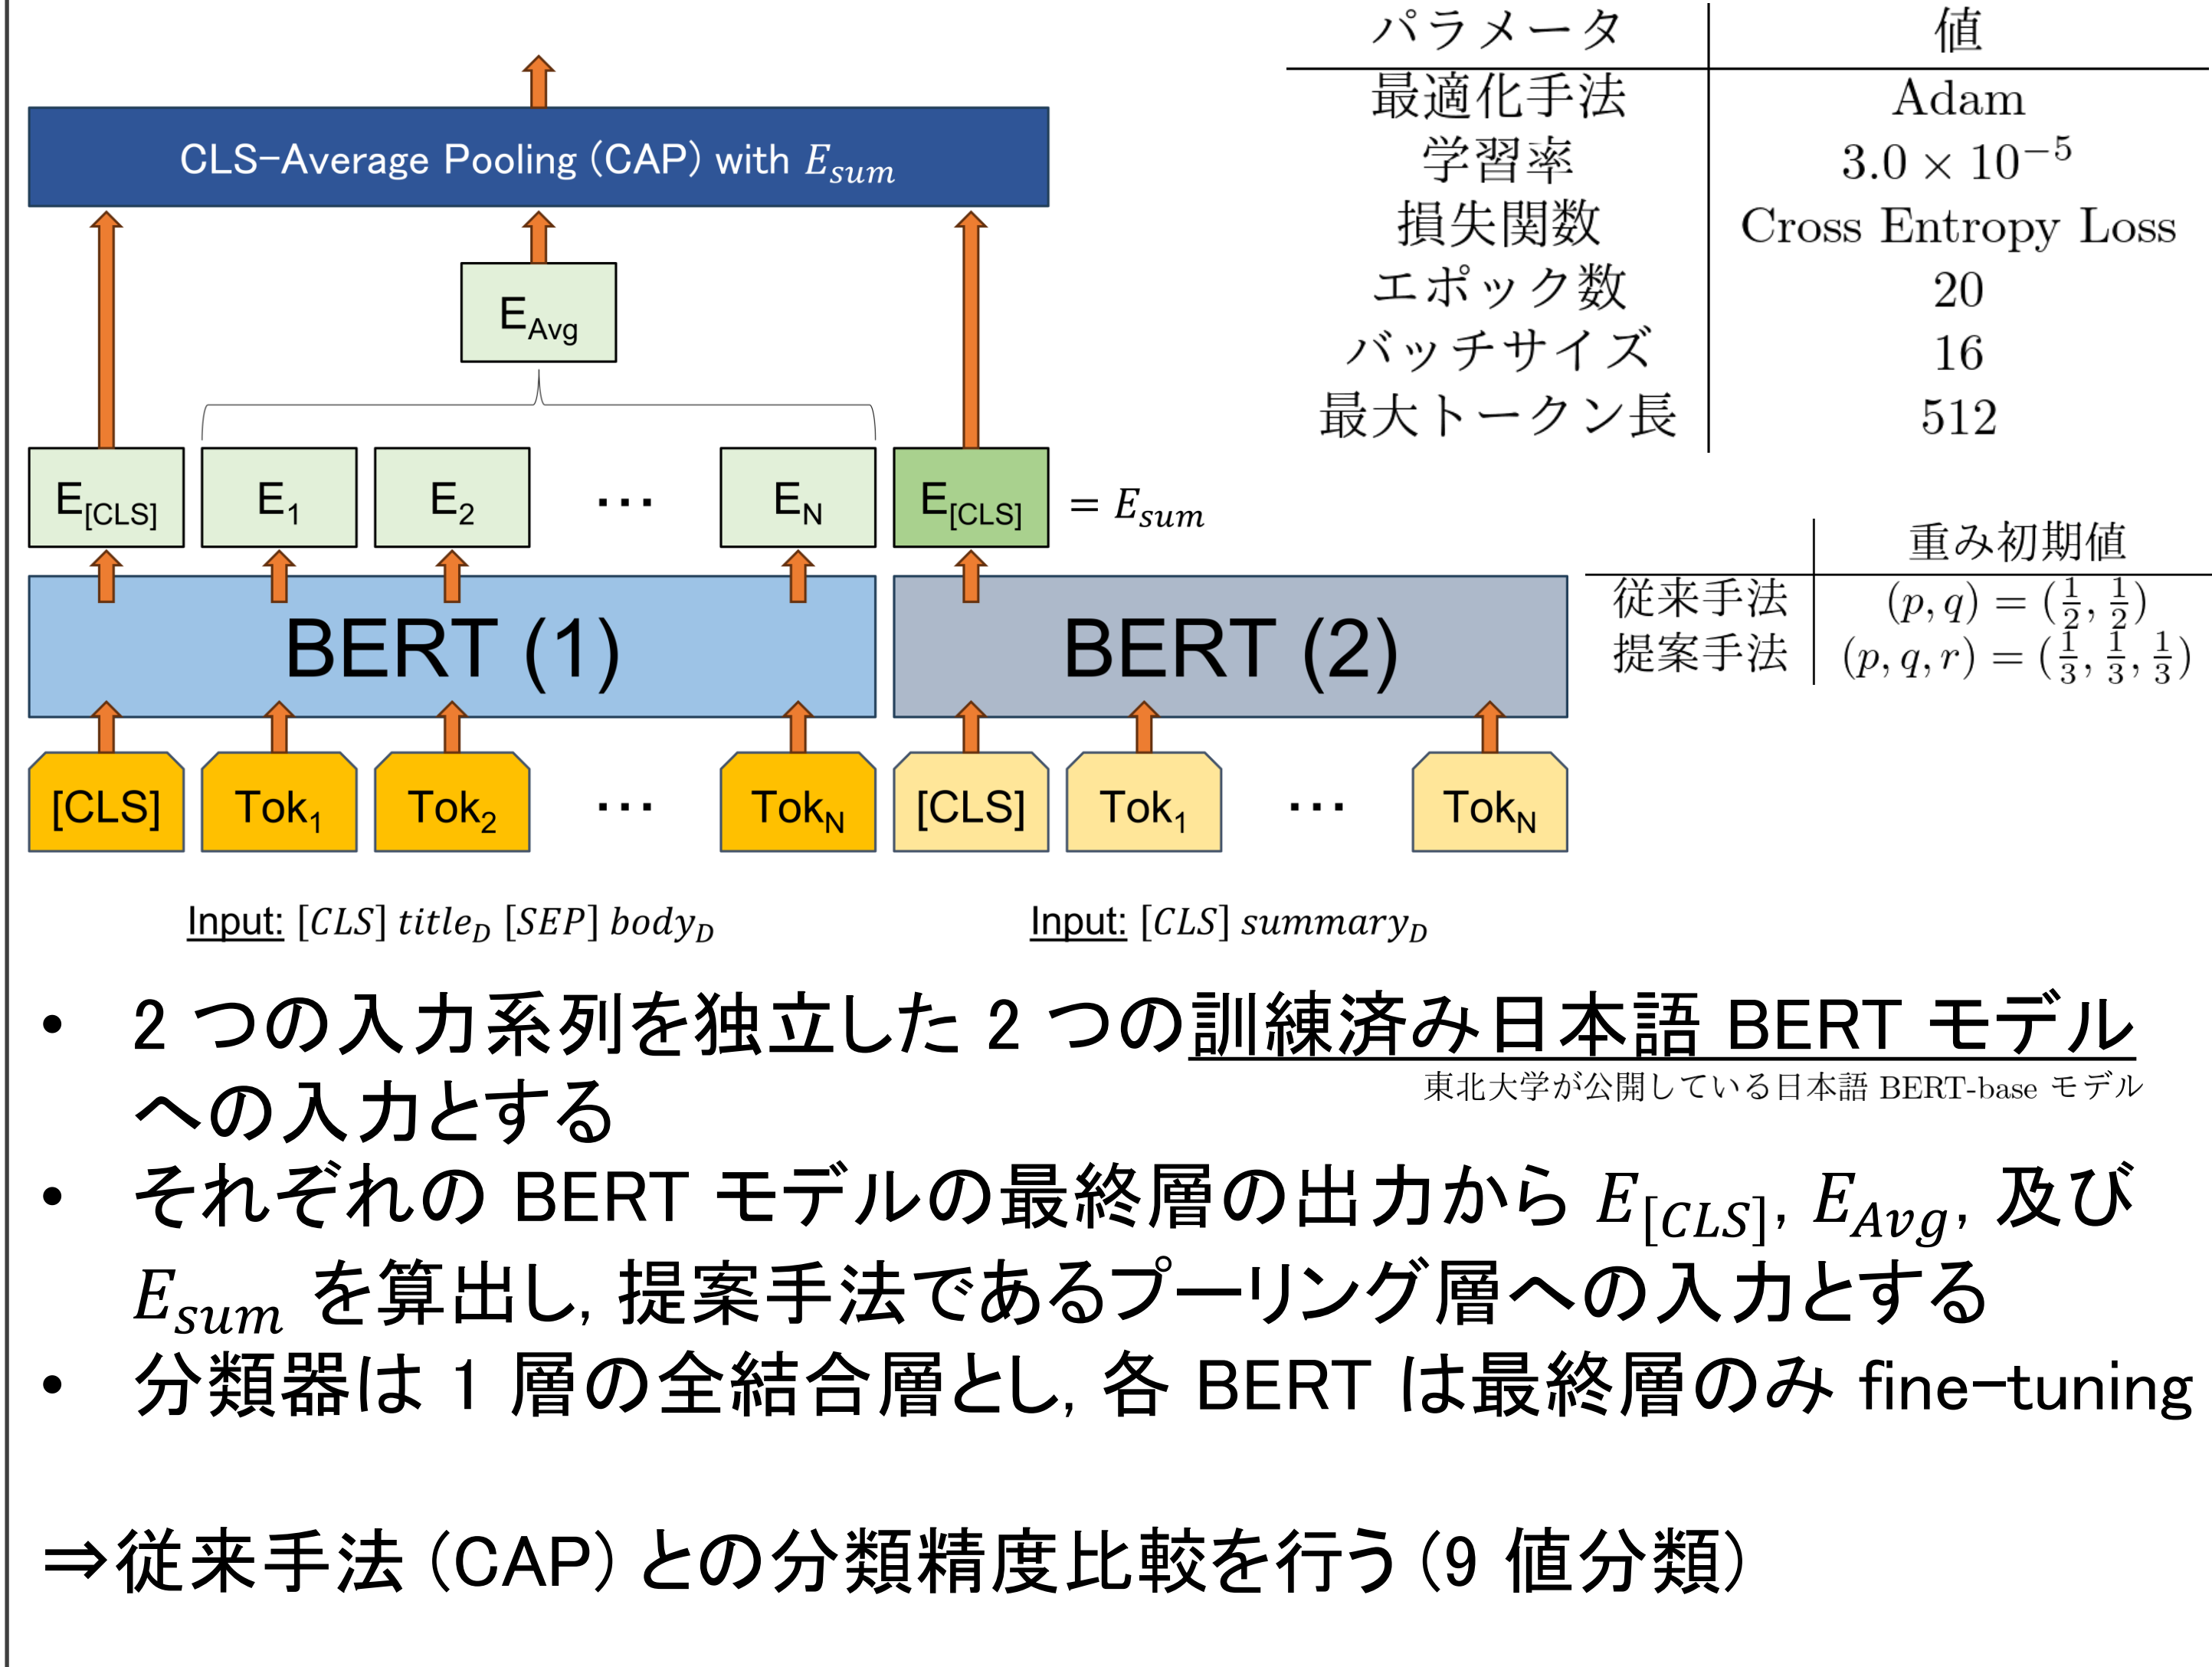 パラメータ 値
最適化手法 Adam
学習率 3.0 × 10⁻⁵
損失関数 Cross Entropy Loss
エポック数 20
バッチサイズ 16
最大トークン長 512
CLS-Average Pooling (CAP) with E_sum
E_Avg
E_[CLS] E_1 E_2 ··· E_N E_[CLS] = E_sum
重み初期値
従来手法 (p, q) = (1/2, 1/2)
提案手法 (p, q, r) = (1/3, 1/3, 1/3)
BERT (1) BERT (2)
[CLS] Tok_1 Tok_2 ··· Tok_N [CLS] Tok_1 ··· Tok_N
Input: [CLS] title_D [SEP] body_D Input: [CLS] summary_D
• 2 つの入力系列を独立した 2 つの訓練済み日本語 BERT モデル
東北大学が公開している日本語 BERT-base モデル
への入力とする
• それぞれの BERT モデルの最終層の出力から E_[CLS], E_Avg, 及び
E_sum を算出し, 提案手法であるプーリング層への入力とする
• 分類器は 1 層の全結合層とし, 各 BERT は最終層のみ fine-tuning
⇒従来手法 (CAP) との分類精度比較を行う (9 値分類)